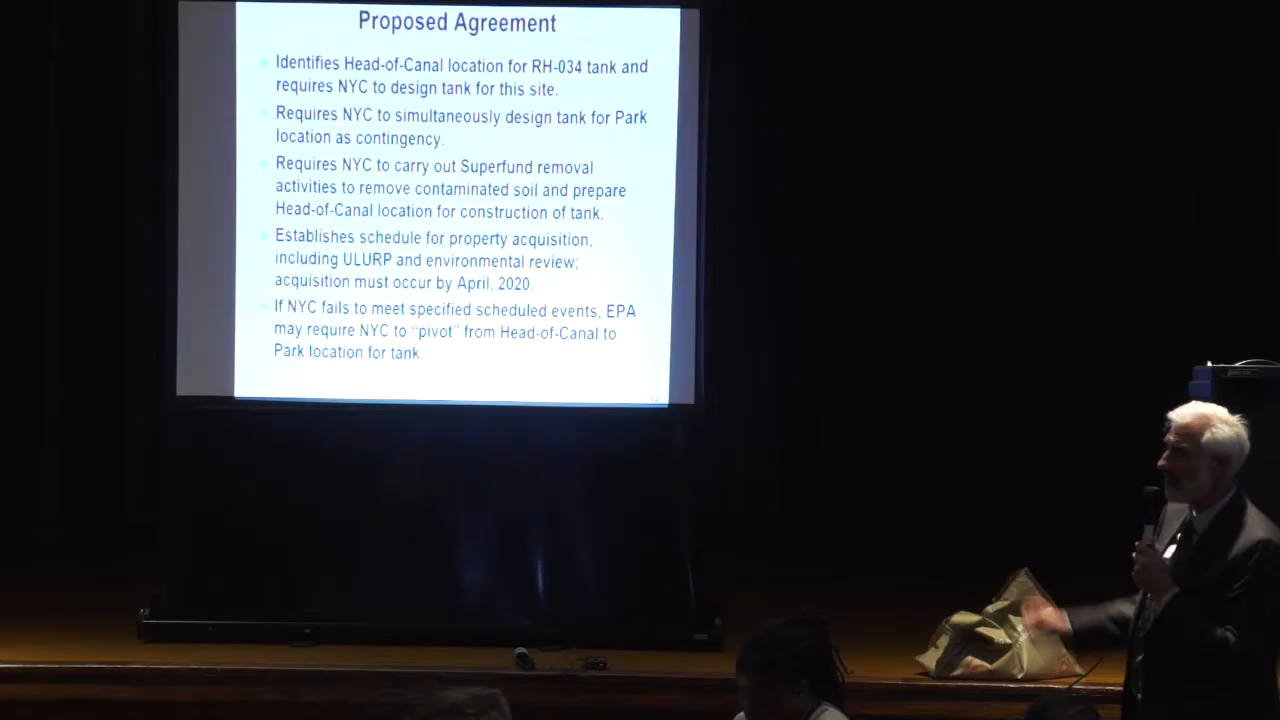 Proposed Agreement
Identifies Head-of-Canal location for RH-034 tank and
requires NYC to design tank for this site.
Requires NYC to simultaneously design tank for Park
location as contingency.
Requires NYC to carry out Superfund removal
activities to remove contaminated soil and prepare
Head-of-Canal location for construction of tank.
Establishes schedule for property acquisition,
including ULURP and environmental review;
acquisition must occur by April, 2020.
If NYC fails to meet specified scheduled events, EPA
may require NYC to “pivot” from Head-of-Canal to
Park location for tank.